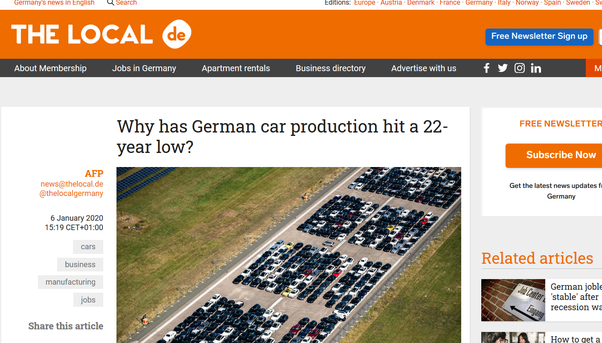 Germany's news in English
Search
Editions: Europe · Austria · Denmark · France · Germany · Italy · Norway · Spain · Sweden ·
THE LOCAL de
Free Newsletter Sign up
About Membership
Jobs in Germany
Apartment rentals
Business directory
Advertise with us
Why has German car production hit a 22-
year low?
AFP
news@thelocal.de
@thelocalgermany
6 January 2020
15:19 CET+01:00
cars
business
manufacturing
jobs
Share this article
FREE NEWSLETTER
Subscribe Now
Get the latest news updates
Germany
Related articles
German
'stable' after
recession
Job Center
Eingang
How to get a